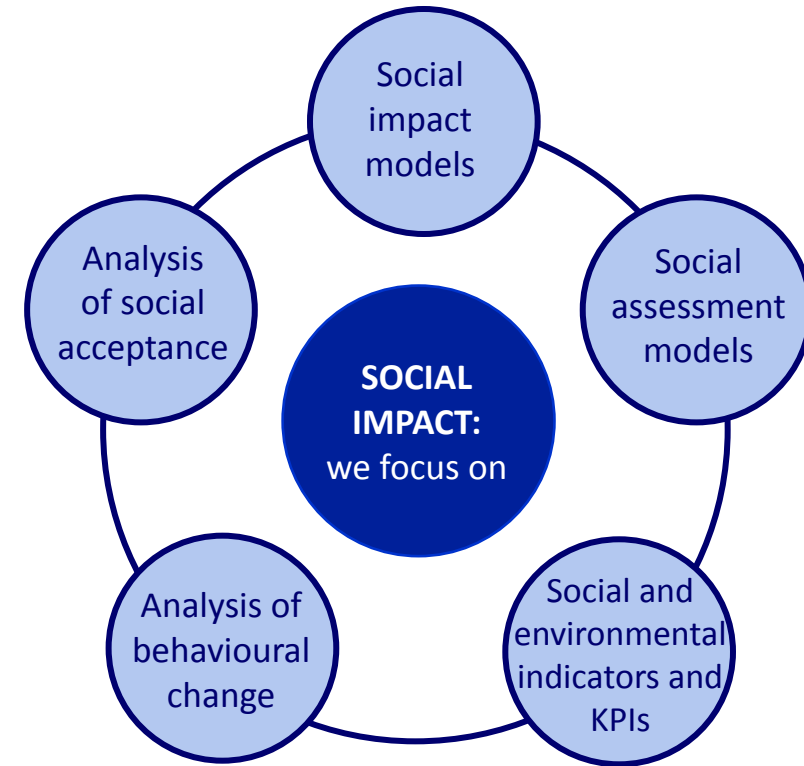 Social
impact
models
Analysis
of social
acceptance
Social
assessment
models
SOCIAL
IMPACT:
we focus on
Analysis of
behavioural
change
Social and
environmental
indicators and
KPIs